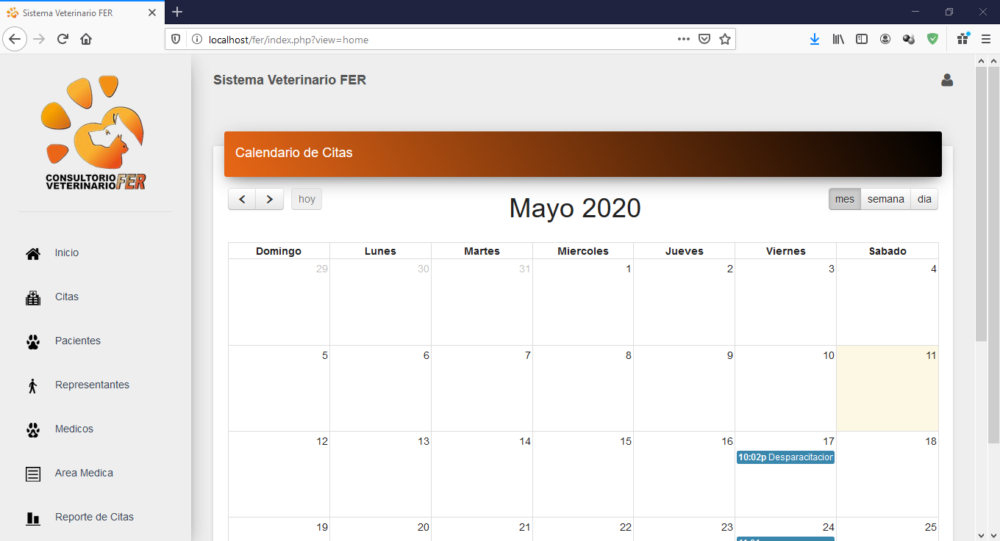 Sistema Veterinario FER
localhost/fer/index.php?view=home
CONSULTORIO
VETERINARIO FER
Inicio
Citas
Pacientes
Representantes
Medicos
Area Medica
Reporte de Citas
Sistema Veterinario FER
Calendario de Citas
hoy
Mayo 2020
mes semana dia
Domingo Lunes Martes Miercoles Jueves Viernes Sabado
29 30 31 1 2 3 4
5 6 7 8 9 10 11
12 13 14 15 16 17 18
10:02p Desparacitacion
19 20 21 22 23 24 25